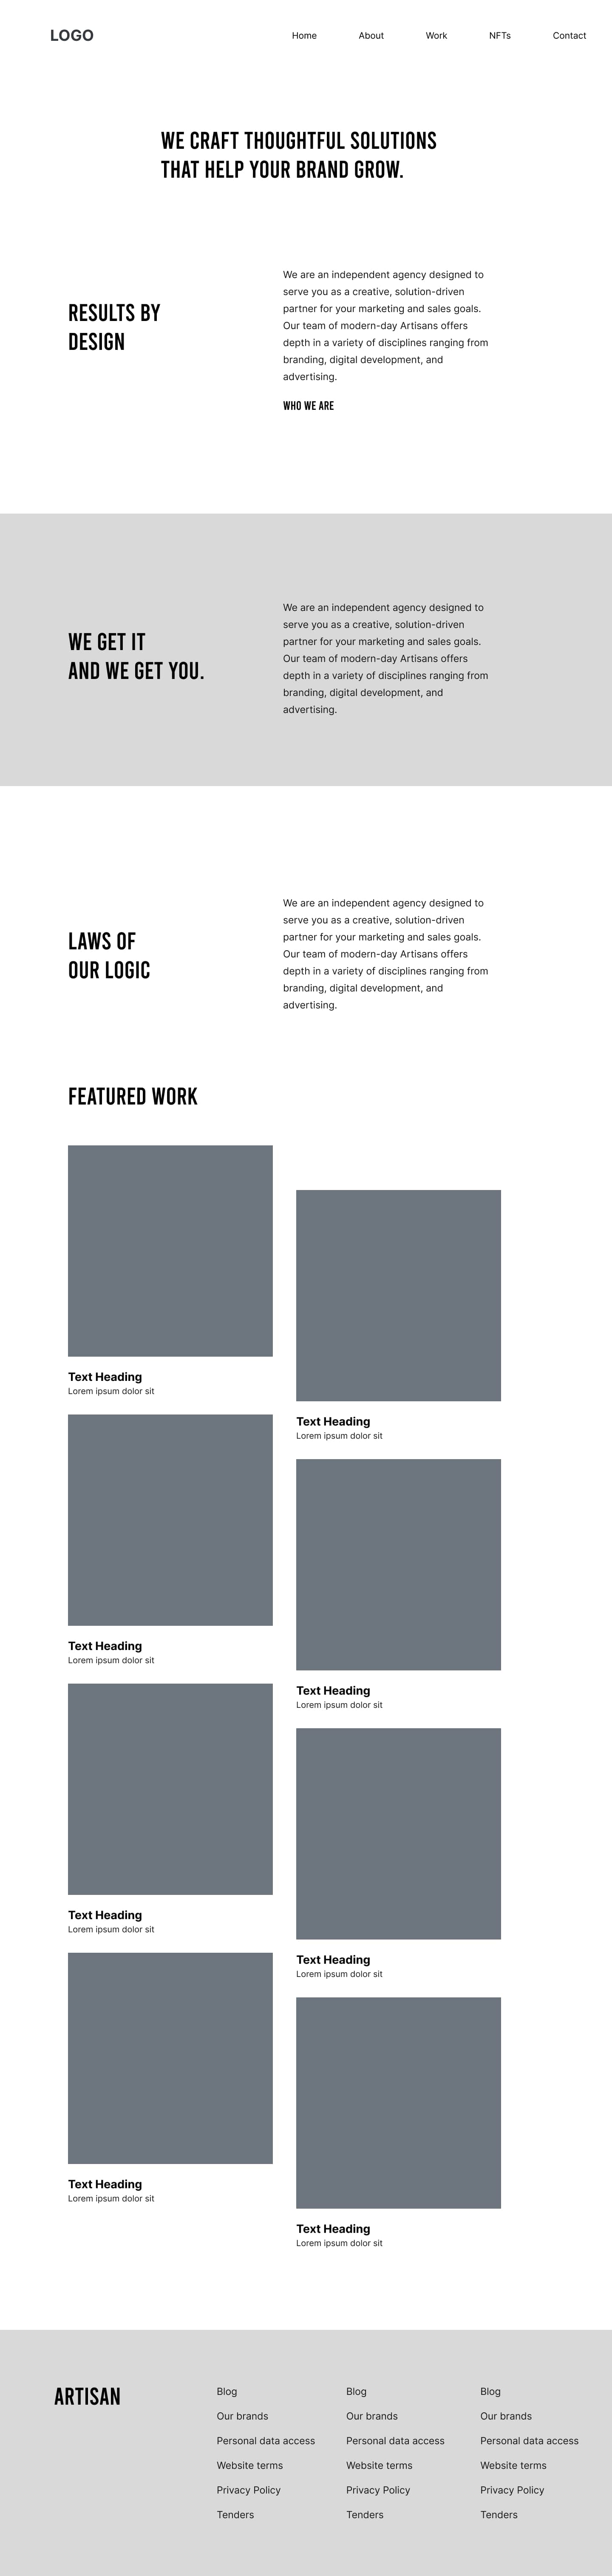 LOGO
Home
About
Work
NFTs
Contact
WE CRAFT THOUGHTFUL SOLUTIONS
THAT HELP YOUR BRAND GROW.
RESULTS BY
DESIGN
We are an independent agency designed to
serve you as a creative, solution-driven
partner for your marketing and sales goals.
Our team of modern-day Artisans offers
depth in a variety of disciplines ranging from
branding, digital development, and
advertising.
WHO WE ARE
WE GET IT
AND WE GET YOU.
We are an independent agency designed to
serve you as a creative, solution-driven
partner for your marketing and sales goals.
Our team of modern-day Artisans offers
depth in a variety of disciplines ranging from
branding, digital development, and
advertising.
LAWS OF
OUR LOGIC
We are an independent agency designed to
serve you as a creative, solution-driven
partner for your marketing and sales goals.
Our team of modern-day Artisans offers
depth in a variety of disciplines ranging from
branding, digital development, and
advertising.
FEATURED WORK
Text Heading
Lorem ipsum dolor sit
Text Heading
Lorem ipsum dolor sit
Text Heading
Lorem ipsum dolor sit
Text Heading
Lorem ipsum dolor sit
Text Heading
Lorem ipsum dolor sit
Text Heading
Lorem ipsum dolor sit
Text Heading
Lorem ipsum dolor sit
Text Heading
Lorem ipsum dolor sit
ARTISAN
Blog
Our brands
Personal data access
Website terms
Privacy Policy
Tenders
Blog
Our brands
Personal data access
Website terms
Privacy Policy
Tenders
Blog
Our brands
Personal data access
Website terms
Privacy Policy
Tenders